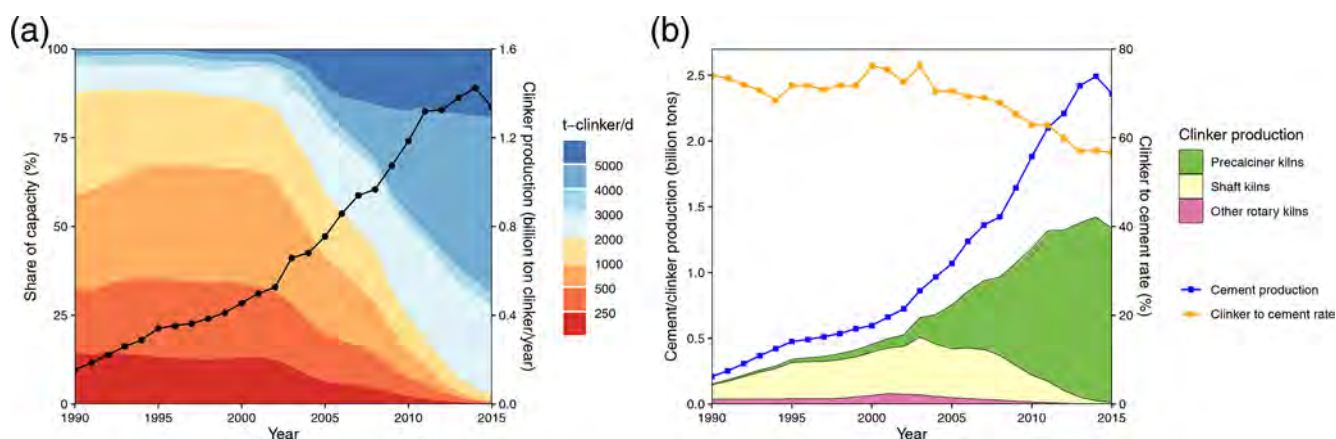 (a)
100
75
50
25
0
Share of capacity (%)
1990
1995
2000
2005
2010
2015
Year
1.6
1.2
0.8
0.4
0.0
Clinker production (billion ton clinker/year)
t−clinker/d
5000
4000
3000
2000
1000
500
250
(b)
2.5
2.0
1.5
1.0
0.5
0.0
Cement/clinker production (billion tons)
1990
1995
2000
2005
2010
2015
Year
80
60
40
20
0
Clinker to cement rate (%)
Clinker production
Precalciner kilns
Shaft kilns
Other rotary kilns
Cement production
Clinker to cement rate